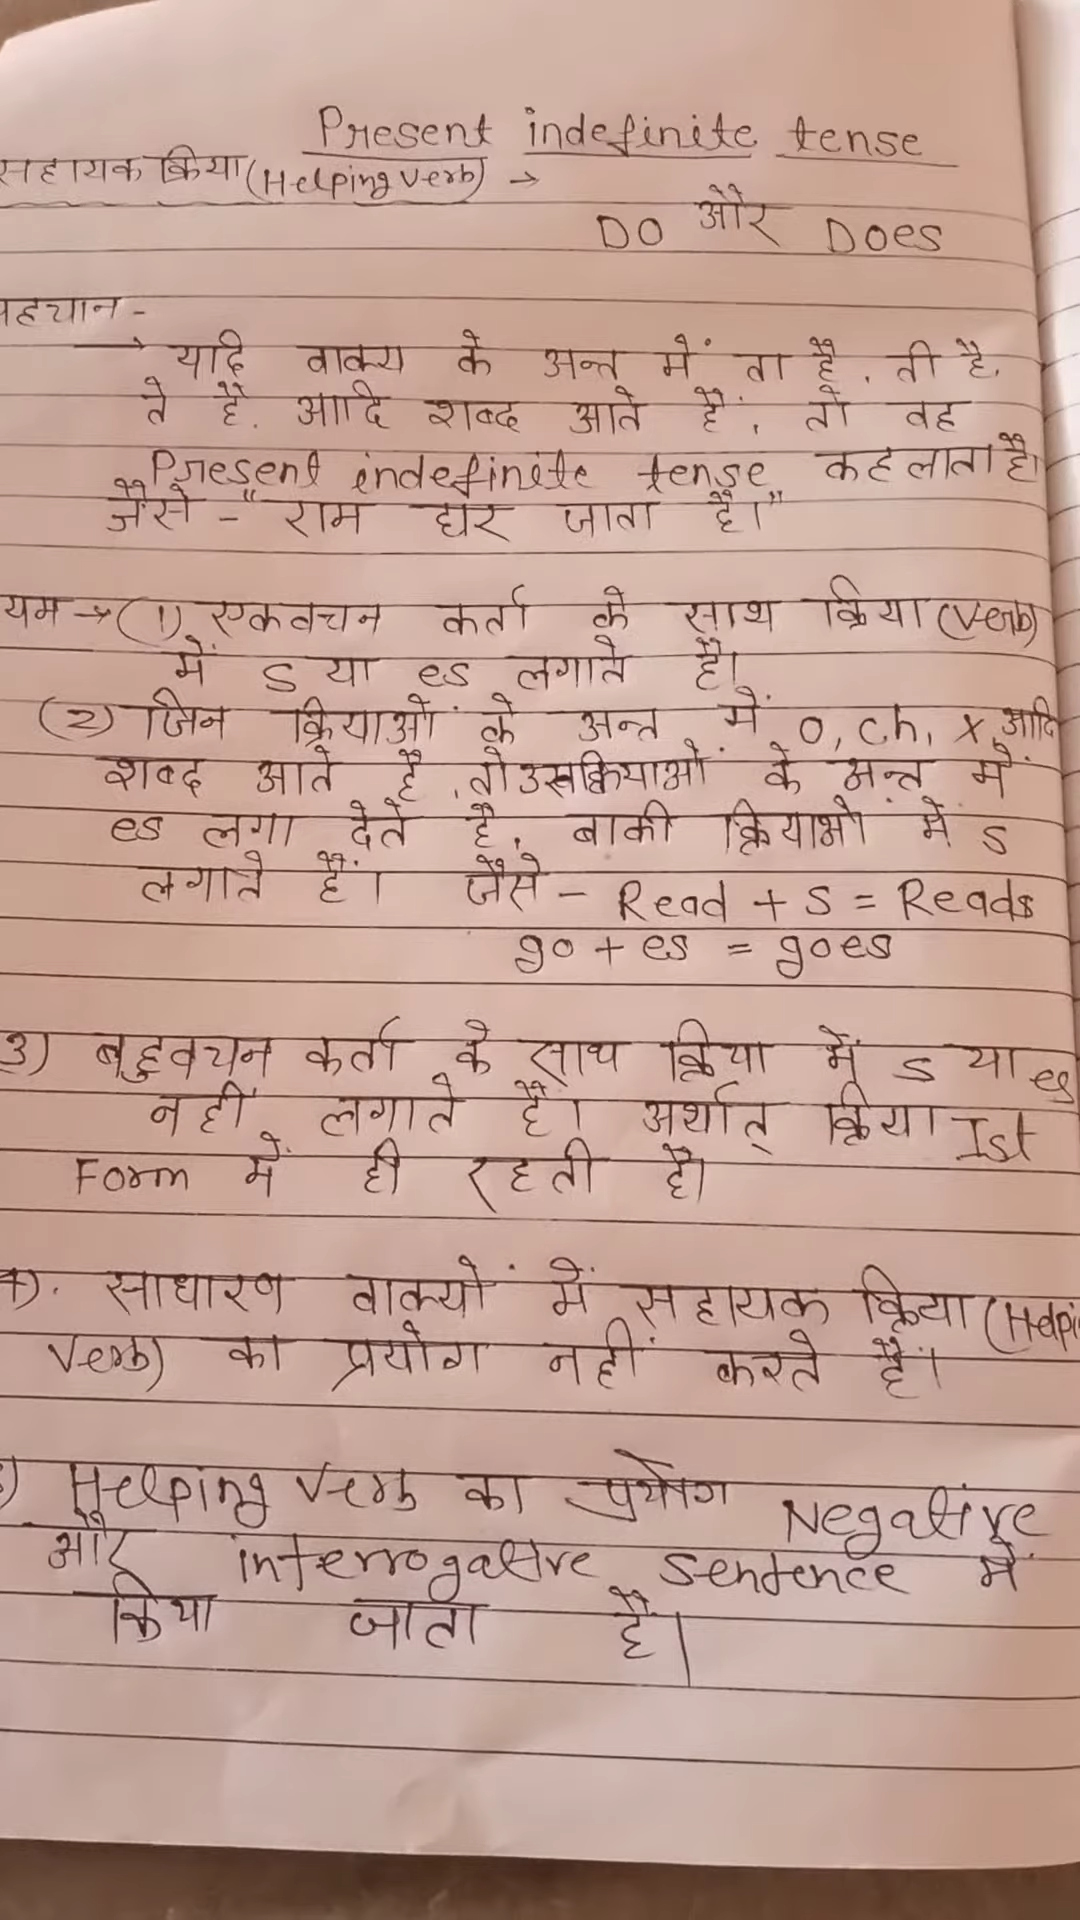 Present indefinite tense
सहायक क्रिया (Helping verb) →
DO और Does
पहचान -
→ यादि वाक्य के अन्त में ता है, ती है,
ते है. आदि शब्द आते हैं, तो वह
Present indefinite tense कहलाता है।
जैसे - "राम घर जाता है।"
यम → (1) एकवचन कर्ता के साथ क्रिया (verb)
में s या es लगाते है।
(2) जिन क्रियाओं के अन्त में o, ch, x आदि
शब्द आते है, तो उसक्रियाओं के अन्त में
es लगा देते है, बाकी क्रियाओ में s
लगाते हैं। जैसे - Read + s = Reads
go + es = goes
3) बहुवचन कर्ता के साथ क्रिया में s या es
नहीं लगाते है। अर्थात् क्रिया Ist
Form में ही रहती है।
4). साधारण वाक्यों में सहायक क्रिया (Helpi
Verb) का प्रयोग नहीं करते हैं।
) Helping verb का प्रयोग Negative
और interrogative sentence में
किया जाता है।